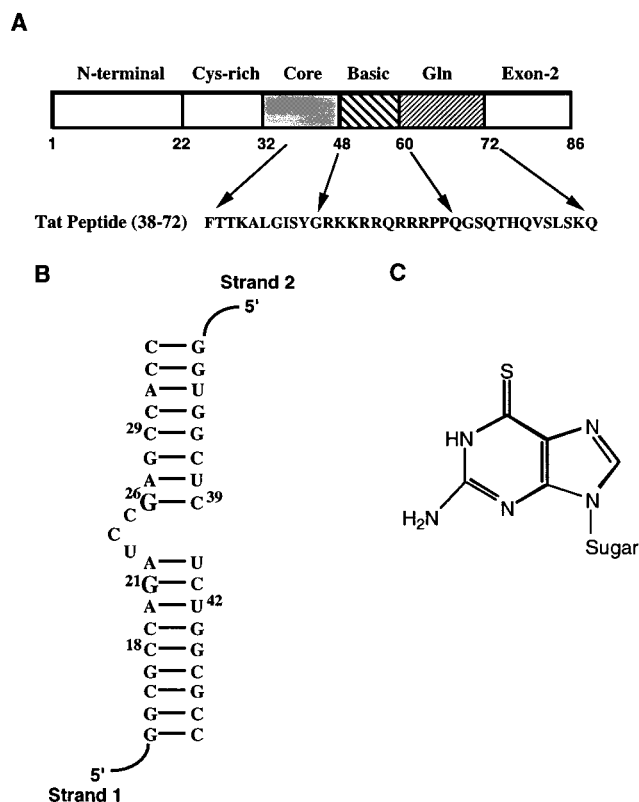 A
N-terminal Cys-rich Core Basic Gln Exon-2
1 22 32 48 60 72 86
Tat Peptide (38-72) FTTKALGISYGRKKRRQRRRPPQGSQTHQVSLSKQ
B
Strand 2
5'
C G
C G
A U
C G
29 C G
G C
A U
26 G C 39
C
C
U
A U
21 G C
A U 42
C G
18 C G
G C
C G
G C
G C
5'
Strand 1
C
S
HN
N
H2N
N
N
Sugar